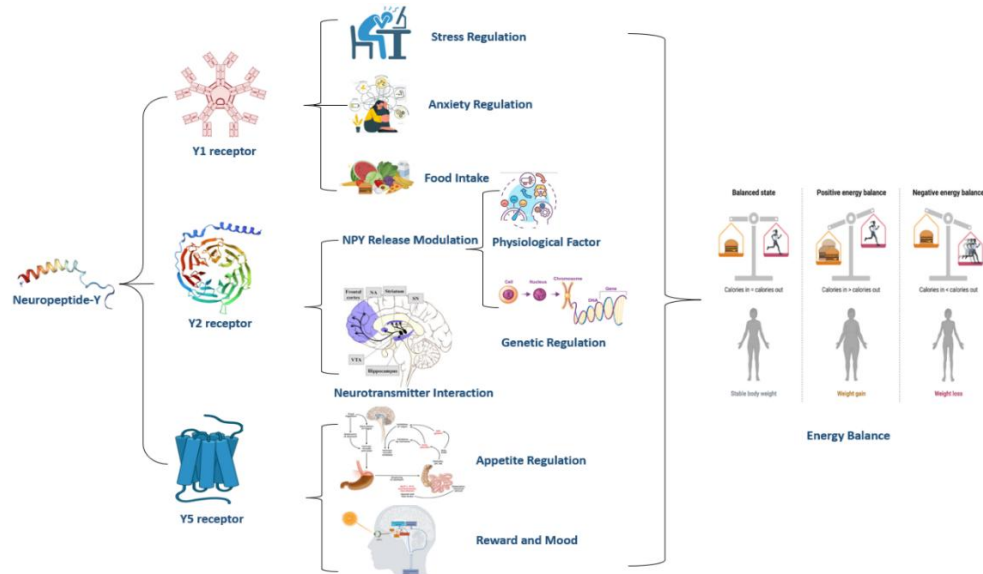 Neuropeptide-Y
Y1 receptor
Y2 receptor
Y5 receptor
Stress Regulation
Anxiety Regulation
Food Intake
NPY Release Modulation
Physiological Factor
Cell
Nucleus
Chromosome
DNA
Gene
Genetic Regulation
Frontal
cortex
NA
Striatum
SN
VTA
Hippocampus
Neurotransmitter Interaction
Appetite Regulation
Reward and Mood
Balanced state
Positive energy balance
Negative energy balance
Calories in = calories out
Calories in > calories out
Calories in < calories out
Stable body weight
Weight gain
Weight loss
Energy Balance